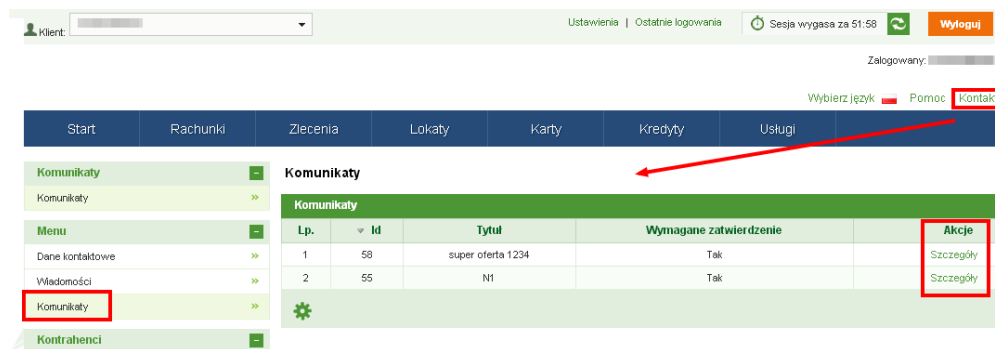 Klient:
Ustawienia | Ostatnie logowania
Sesja wygasa za 51:58
Wyloguj
Zalogowany:
Wybierz język Pomoc Kontak
Start Rachunki Zlecenia Lokaty Karty Kredyty Usługi
Komunikaty
Komunikaty
Menu
Dane kontaktowe
Wiadomości
Komunikaty
Kontrahenci
Komunikaty
Komunikaty
Lp. Id Tytuł Wymagane zatwierdzenie Akcje
1 58 super oferta 1234 Tak Szczegóły
2 55 N1 Tak Szczegóły